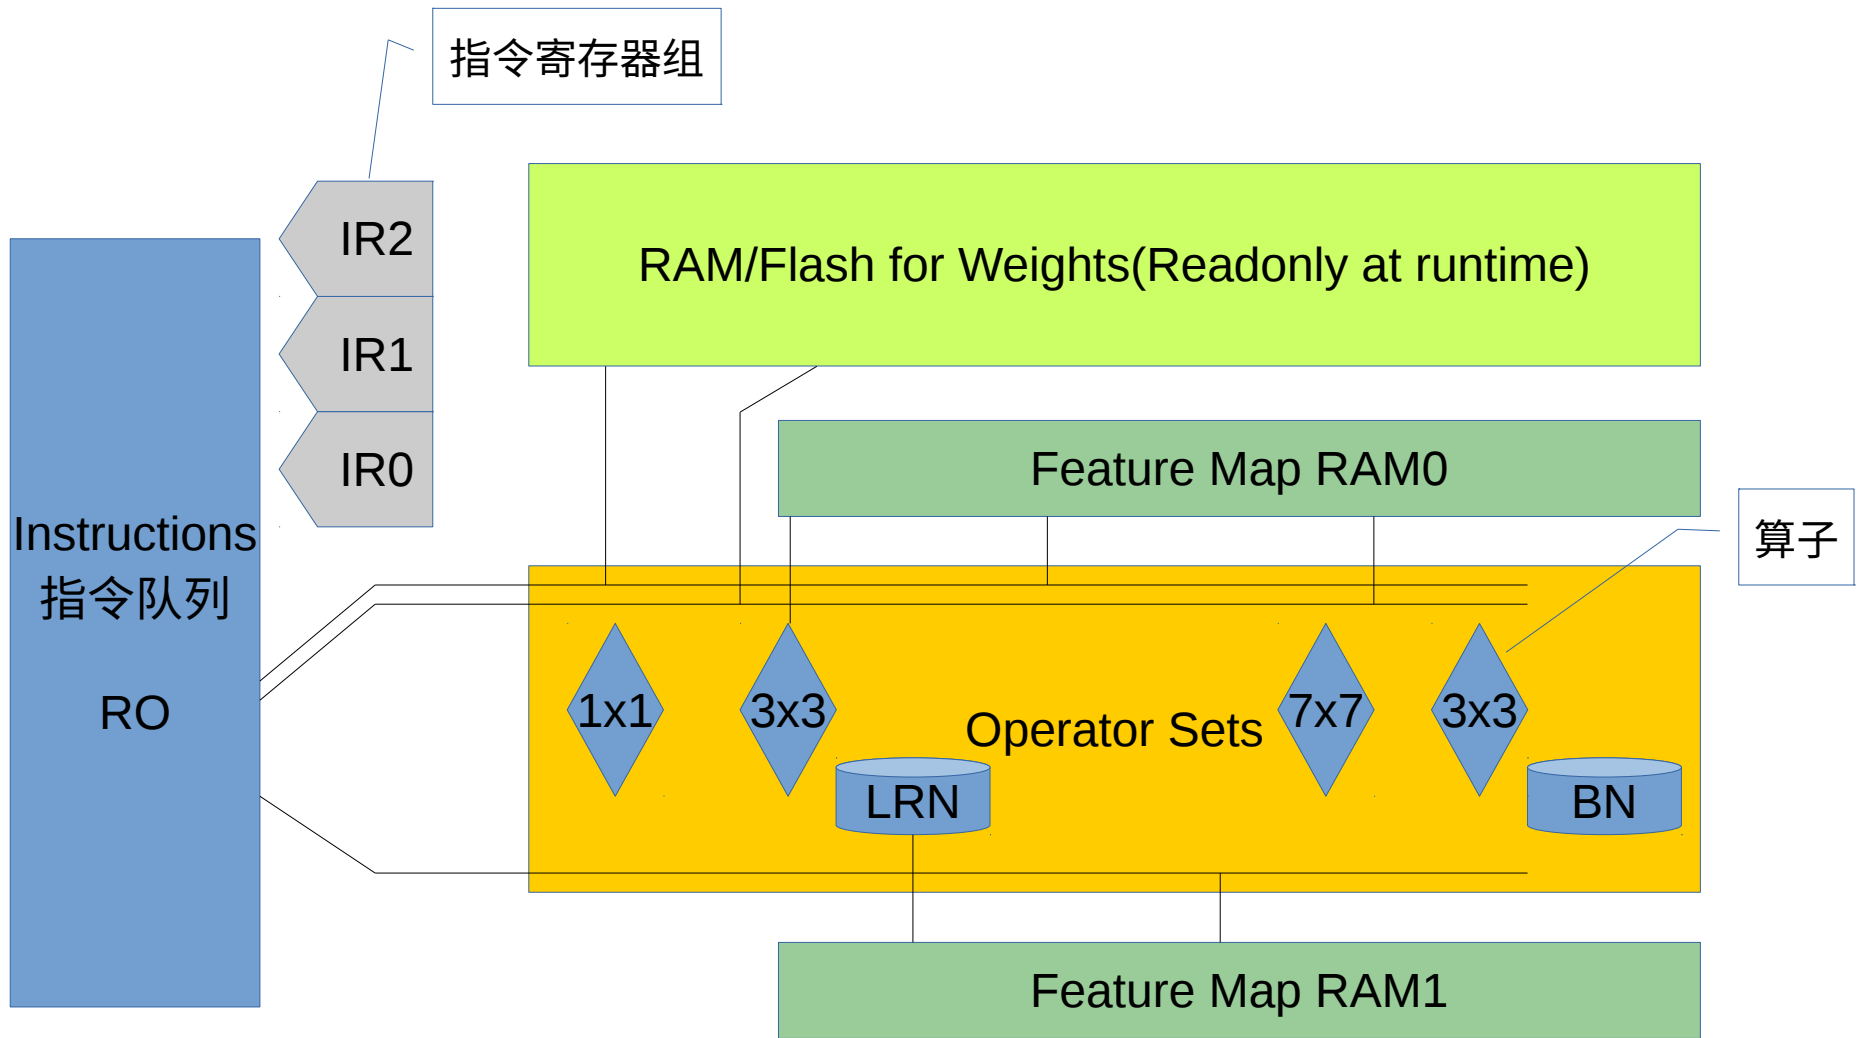 指令寄存器组
IR2
IR1
IR0
RAM/Flash for Weights(Readonly at runtime)
Feature Map RAM0
算子
Instructions
指令队列
RO
1x1
3x3
Operator Sets
7x7
3x3
LRN
BN
Feature Map RAM1